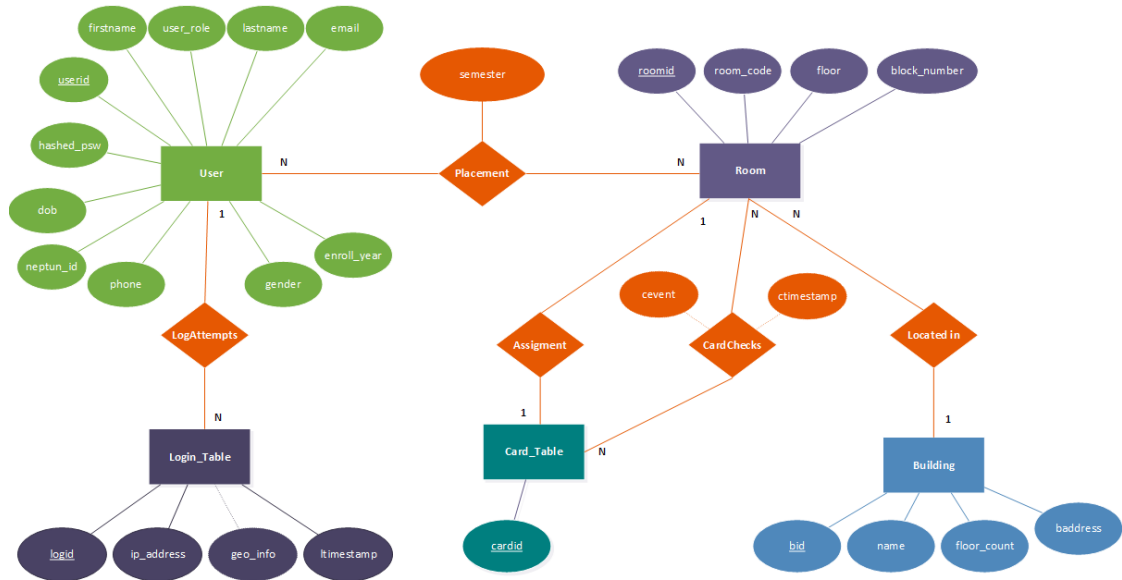 firstname
user_role
lastname
email
userid
semester
roomid
room_code
floor
block_number
hashed_psw
User
N
Placement
N
Room
dob
1
1
N
N
neptun_id
phone
gender
enroll_year
cevent
ctimestamp
LogAttempts
Assigment
CardChecks
Located in
N
1
N
1
Login_Table
Card_Table
Building
logid
ip_address
geo_info
ltimestamp
cardid
bid
name
floor_count
baddress